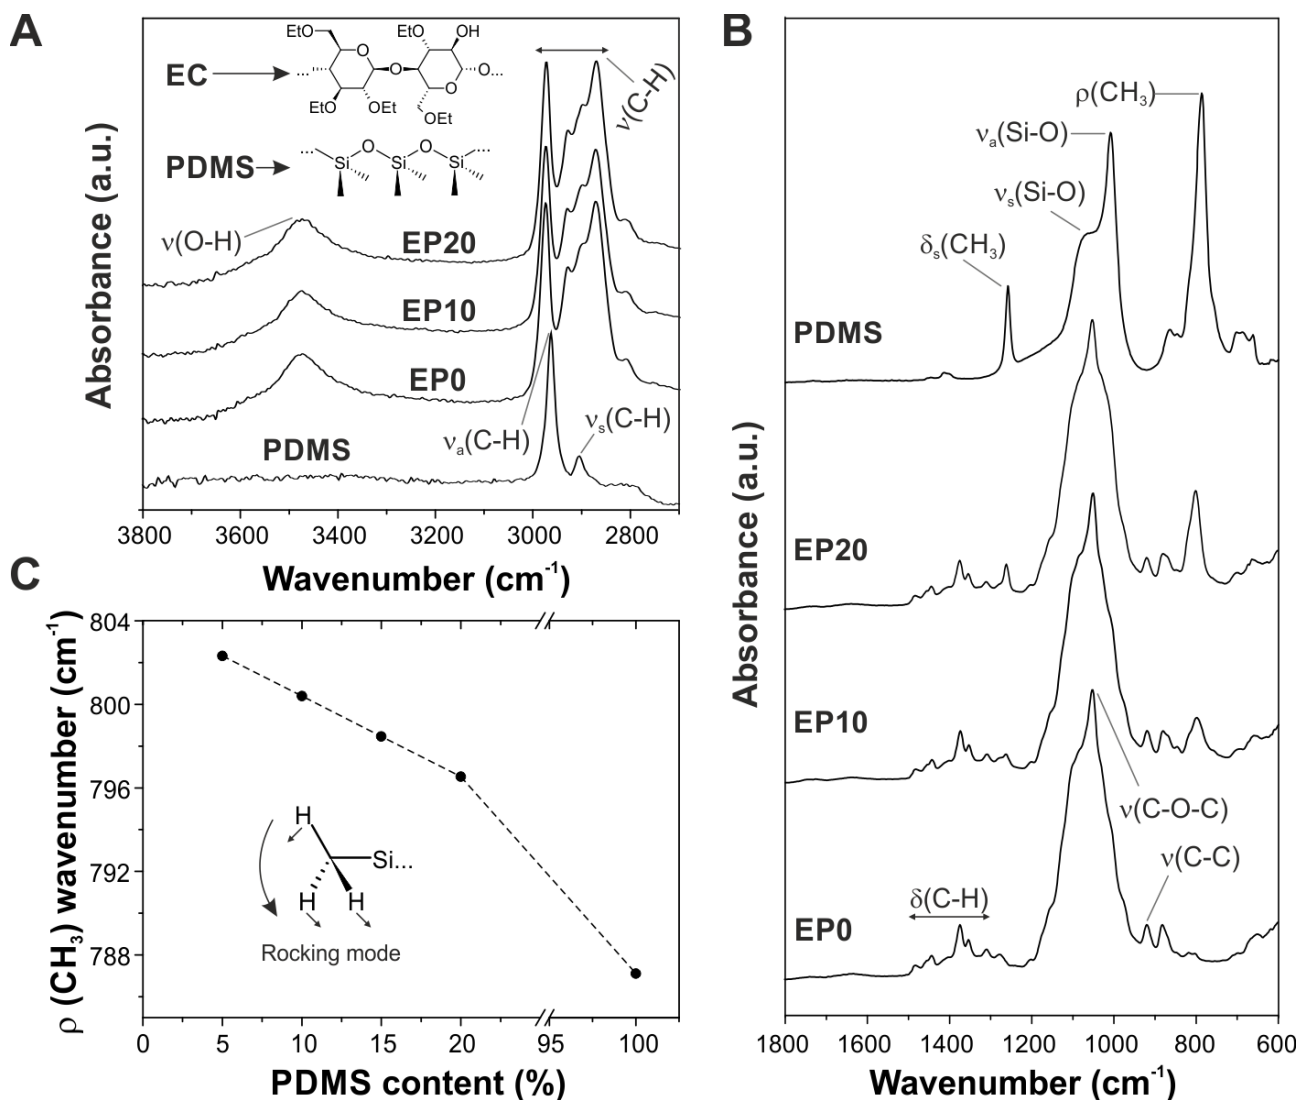 A
EtO
EtO
OH
O
EC
...
O
O
O...
EtO
OEt
O
OEt
ν(C-H)
PDMS
...
O
O
...
Si
Si
Si
ν(O-H)
EP20
EP10
EP0
νa(C-H)
νs(C-H)
PDMS
Absorbance (a.u.)
3800
3600
3400
3200
3000
2800
Wavenumber (cm⁻¹)
B
ρ(CH₃)
νa(Si-O)
νs(Si-O)
δs(CH₃)
PDMS
EP20
EP10
ν(C-O-C)
ν(C-C)
δ(C-H)
EP0
Absorbance (a.u.)
1800
1600
1400
1200
1000
800
600
Wavenumber (cm⁻¹)
C
804
800
796
792
788
ρ (CH₃) wavenumber (cm⁻¹)
H
Si...
H
H
Rocking mode
0
5
10
15
20
95
100
PDMS content (%)